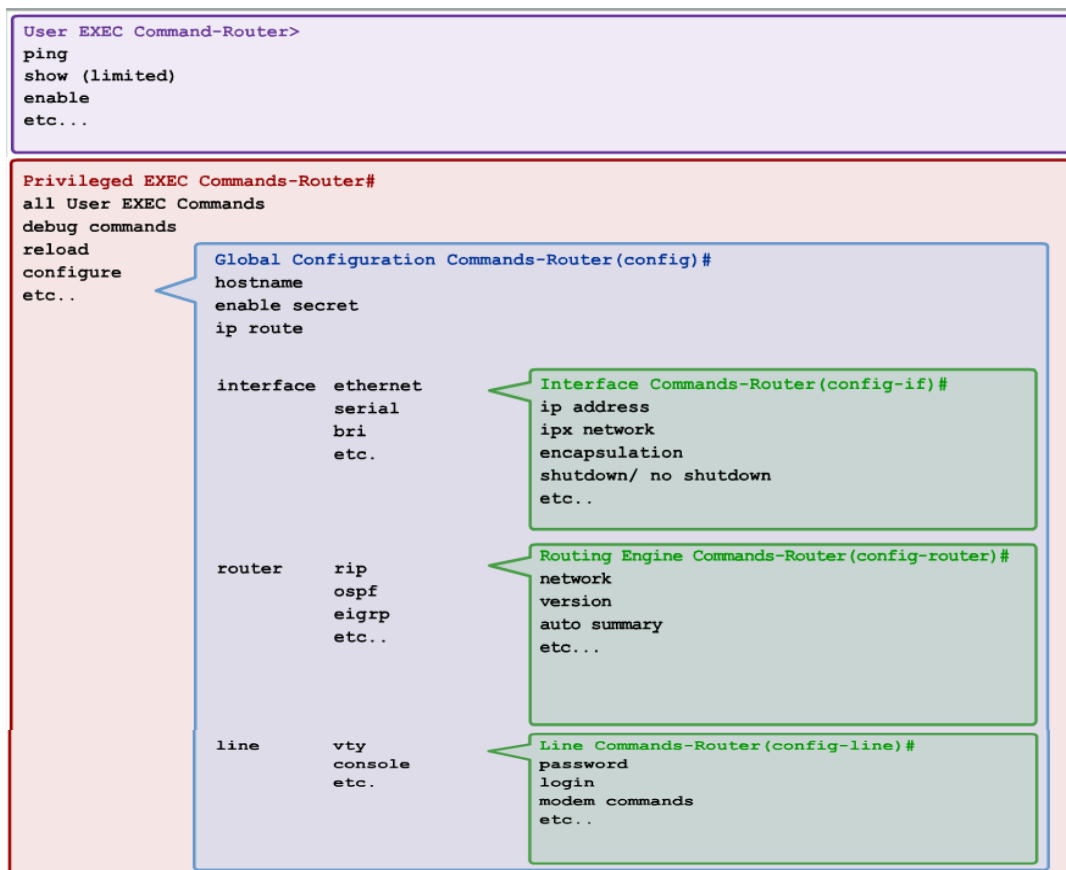 User EXEC Command-Router>
ping
show (limited)
enable
etc...
Privileged EXEC Commands-Router#
all User EXEC Commands
debug commands
reload
configure
etc..
Global Configuration Commands-Router(config)#
hostname
enable secret
ip route
interface ethernet
serial
bri
etc.
Interface Commands-Router(config-if)#
ip address
ipx network
encapsulation
shutdown/ no shutdown
etc..
router rip
ospf
eigrp
etc..
Routing Engine Commands-Router(config-router)#
network
version
auto summary
etc...
line vty
console
etc.
Line Commands-Router(config-line)#
password
login
modem commands
etc..